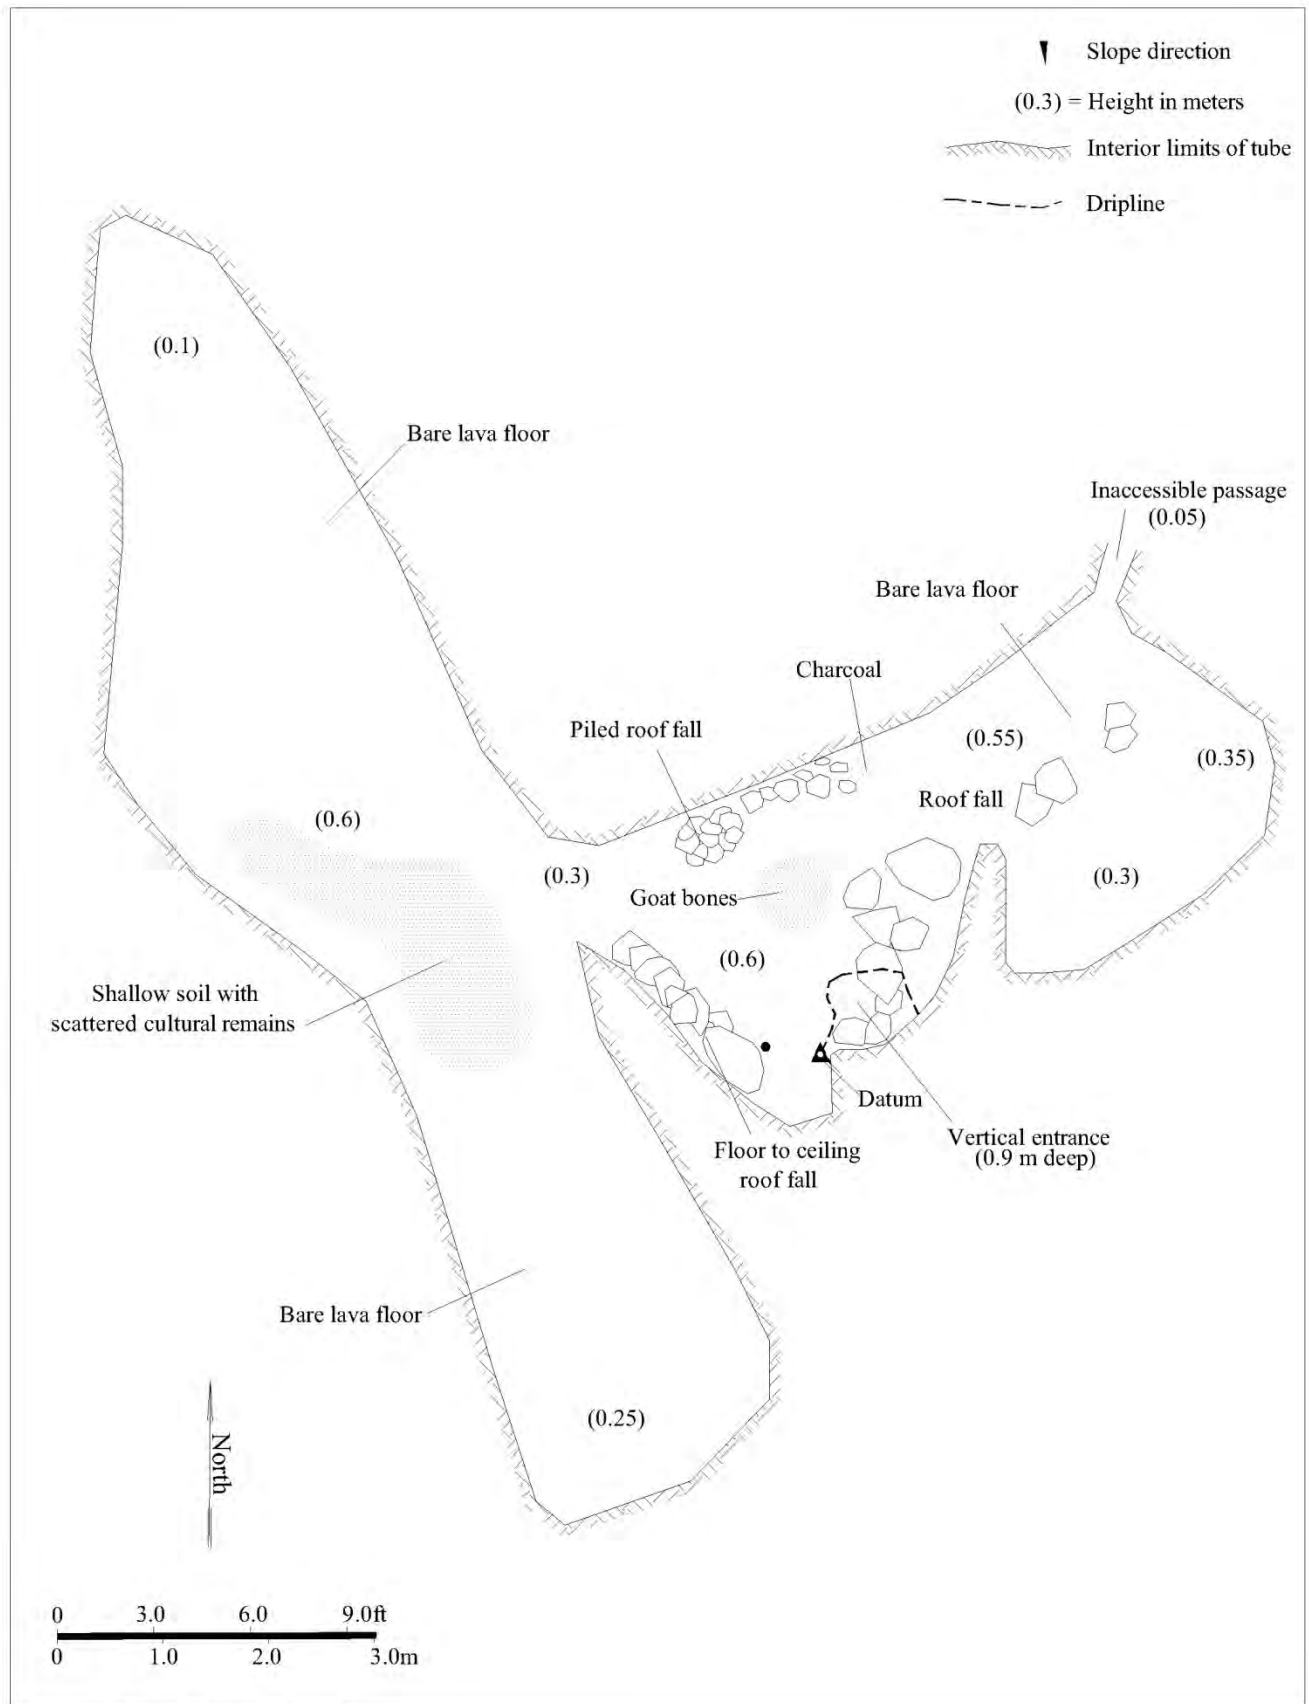 Slope direction
(0.3) = Height in meters
Interior limits of tube
Dripline
(0.1)
Bare lava floor
Inaccessible passage
(0.05)
Bare lava floor
Charcoal
Piled roof fall
(0.55)
(0.35)
Roof fall
(0.6)
(0.3)
(0.3)
Goat bones
(0.6)
Shallow soil with
scattered cultural remains
Datum
Vertical entrance
(0.9 m deep)
Floor to ceiling
roof fall
Bare lava floor
(0.25)
North
0 3.0 6.0 9.0ft
0 1.0 2.0 3.0m